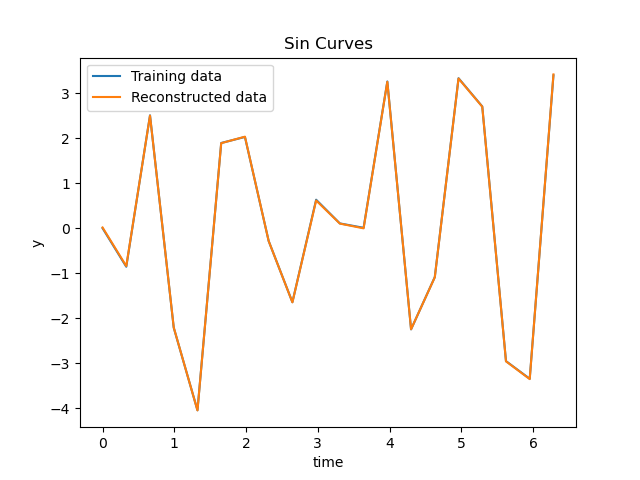 Sin Curves
Training data
Reconstructed data
3
2
1
0
−1
−2
−3
−4
y
0 1 2 3 4 5 6
time